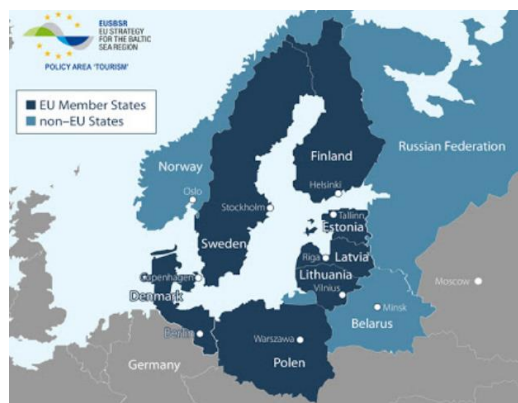 EUSBSR
EU STRATEGY
FOR THE BALTIC
SEA REGION
POLICY AREA 'TOURISM'
EU Member States
non–EU States
Norway
Finland
Russian Federation
Oslo
Helsinki
Stockholm
Tallinn
Estonia
Sweden
Riga
Latvia
Lithuania
Copenhagen
Vilnius
Moscow
Denmark
Minsk
Belarus
Berlin
Warszawa
Germany
Polen